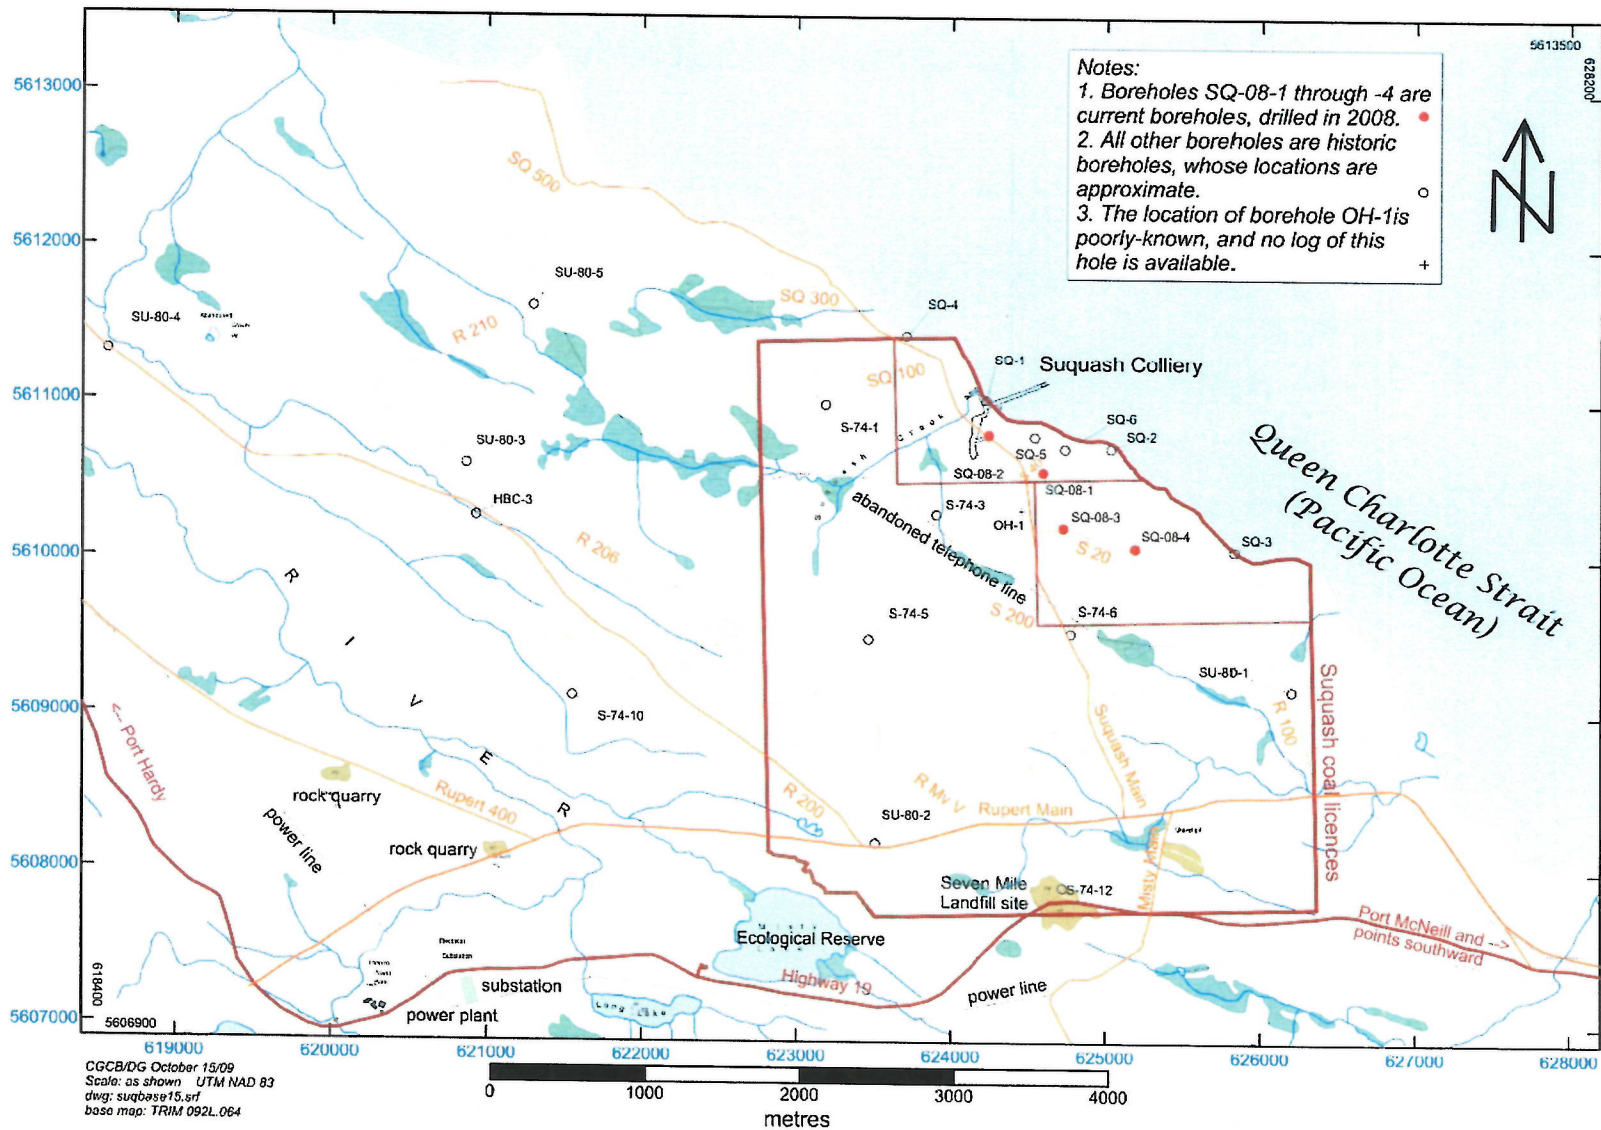 5613500
628200
Notes:
1. Boreholes SQ-08-1 through -4 are
current boreholes, drilled in 2008.
2. All other boreholes are historic
boreholes, whose locations are
approximate.
3. The location of borehole OH-1is
poorly-known, and no log of this
hole is available.
N
5613000
5612000
5611000
5610000
5609000
5608000
5607000
SQ 500
SQ 300
SU-80-5
SQ-4
SU-80-4
Abandoned
R 210
SQ-1
Suquash Colliery
SQ 100
S-74-1
Creek
SQ-6
SQ-2
SU-80-3
SQ-5
SQ-08-2
SQ-08-1
HBC-3
S-74-3
OH-1
SQ-08-3
SQ-08-4
SQ-3
abandoned telephone line
R 206
S 20
Queen Charlotte Strait
(Pacific Ocean)
S-74-5
S 200
S-74-6
SU-80-1
R 100
Suquash coal licences
S-74-10
Suquash Main
R I V E R
<--- Port Hardy
rock quarry
power line
Rupert 400
R 200
R Mv V
Rupert Main
SU-80-2
rock quarry
Misty Main
Seven Mile
Landfill site
CS-74-12
Port McNeill and -->
points southward
Ecological Reserve
Electrical
Substation
substation
Highway 19
power line
power plant
Long Lake
618400
5606900
619000
620000
621000
622000
623000
624000
625000
626000
627000
628000
CGCB/DG October 15/09
Scale: as shown UTM NAD 83
dwg: suqbase15.srf
base map: TRIM 092L.064
0
1000
2000
3000
4000
metres